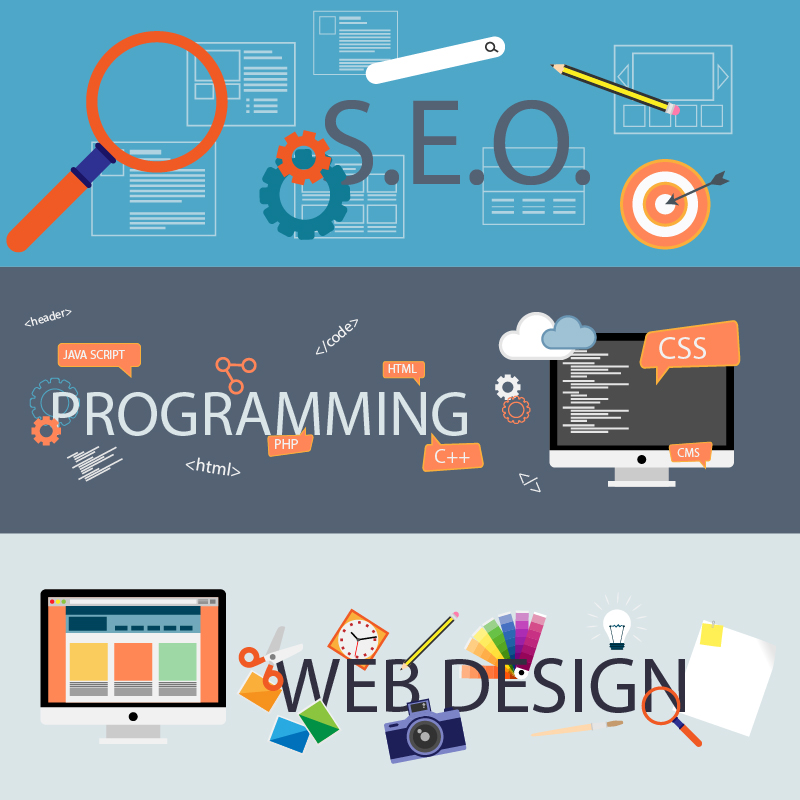 S.E.O.
<header>
</code>
JAVA SCRIPT
CSS
HTML
PROGRAMMING
PHP
C++
CMS
<html>
</>
WEB DESIGN